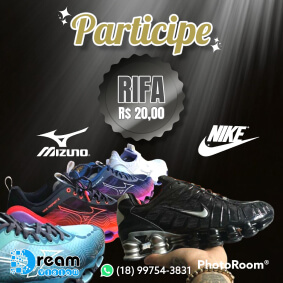 Participe
RIFA
R$ 20,00
MIZUNO
NIKE
Dream
(18) 99754-3831
PhotoRoom®